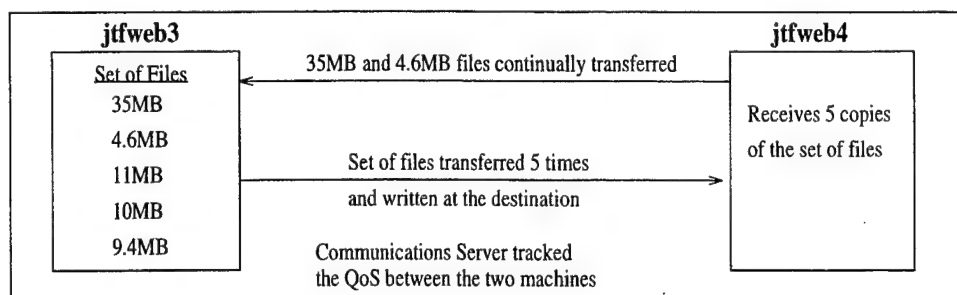 jtfweb3
Set of Files
35MB
4.6MB
11MB
10MB
9.4MB
35MB and 4.6MB files continually transferred
Set of files transferred 5 times
and written at the destination
Communications Server tracked
the QoS between the two machines
jtfweb4
Receives 5 copies
of the set of files